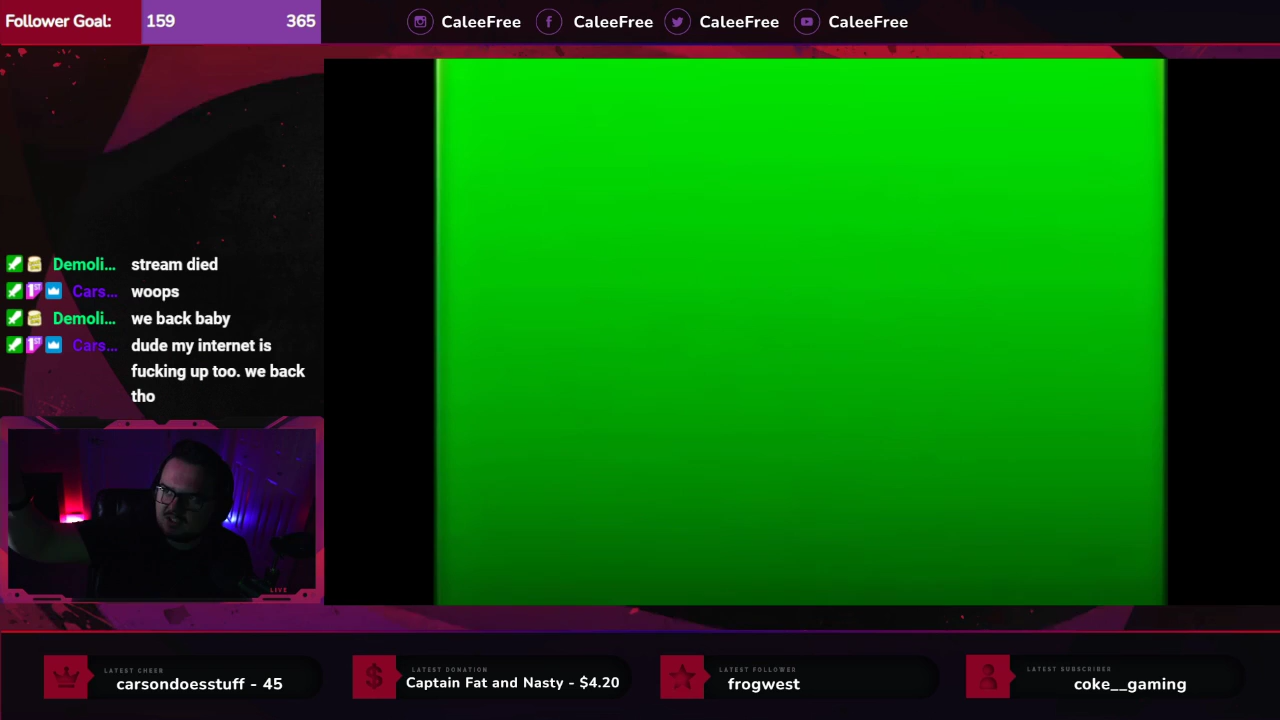 Follower Goal: 159 365
CaleeFree CaleeFree CaleeFree CaleeFree
Demoli... stream died
Cars... woops
Demoli... we back baby
Cars... dude my internet is
fucking up too. we back
tho
LIVE
LATEST CHEER
carsondoesstuff - 45
LATEST DONATION
Captain Fat and Nasty - $4.20
LATEST FOLLOWER
frogwest
LATEST SUBSCRIBER
coke__gaming